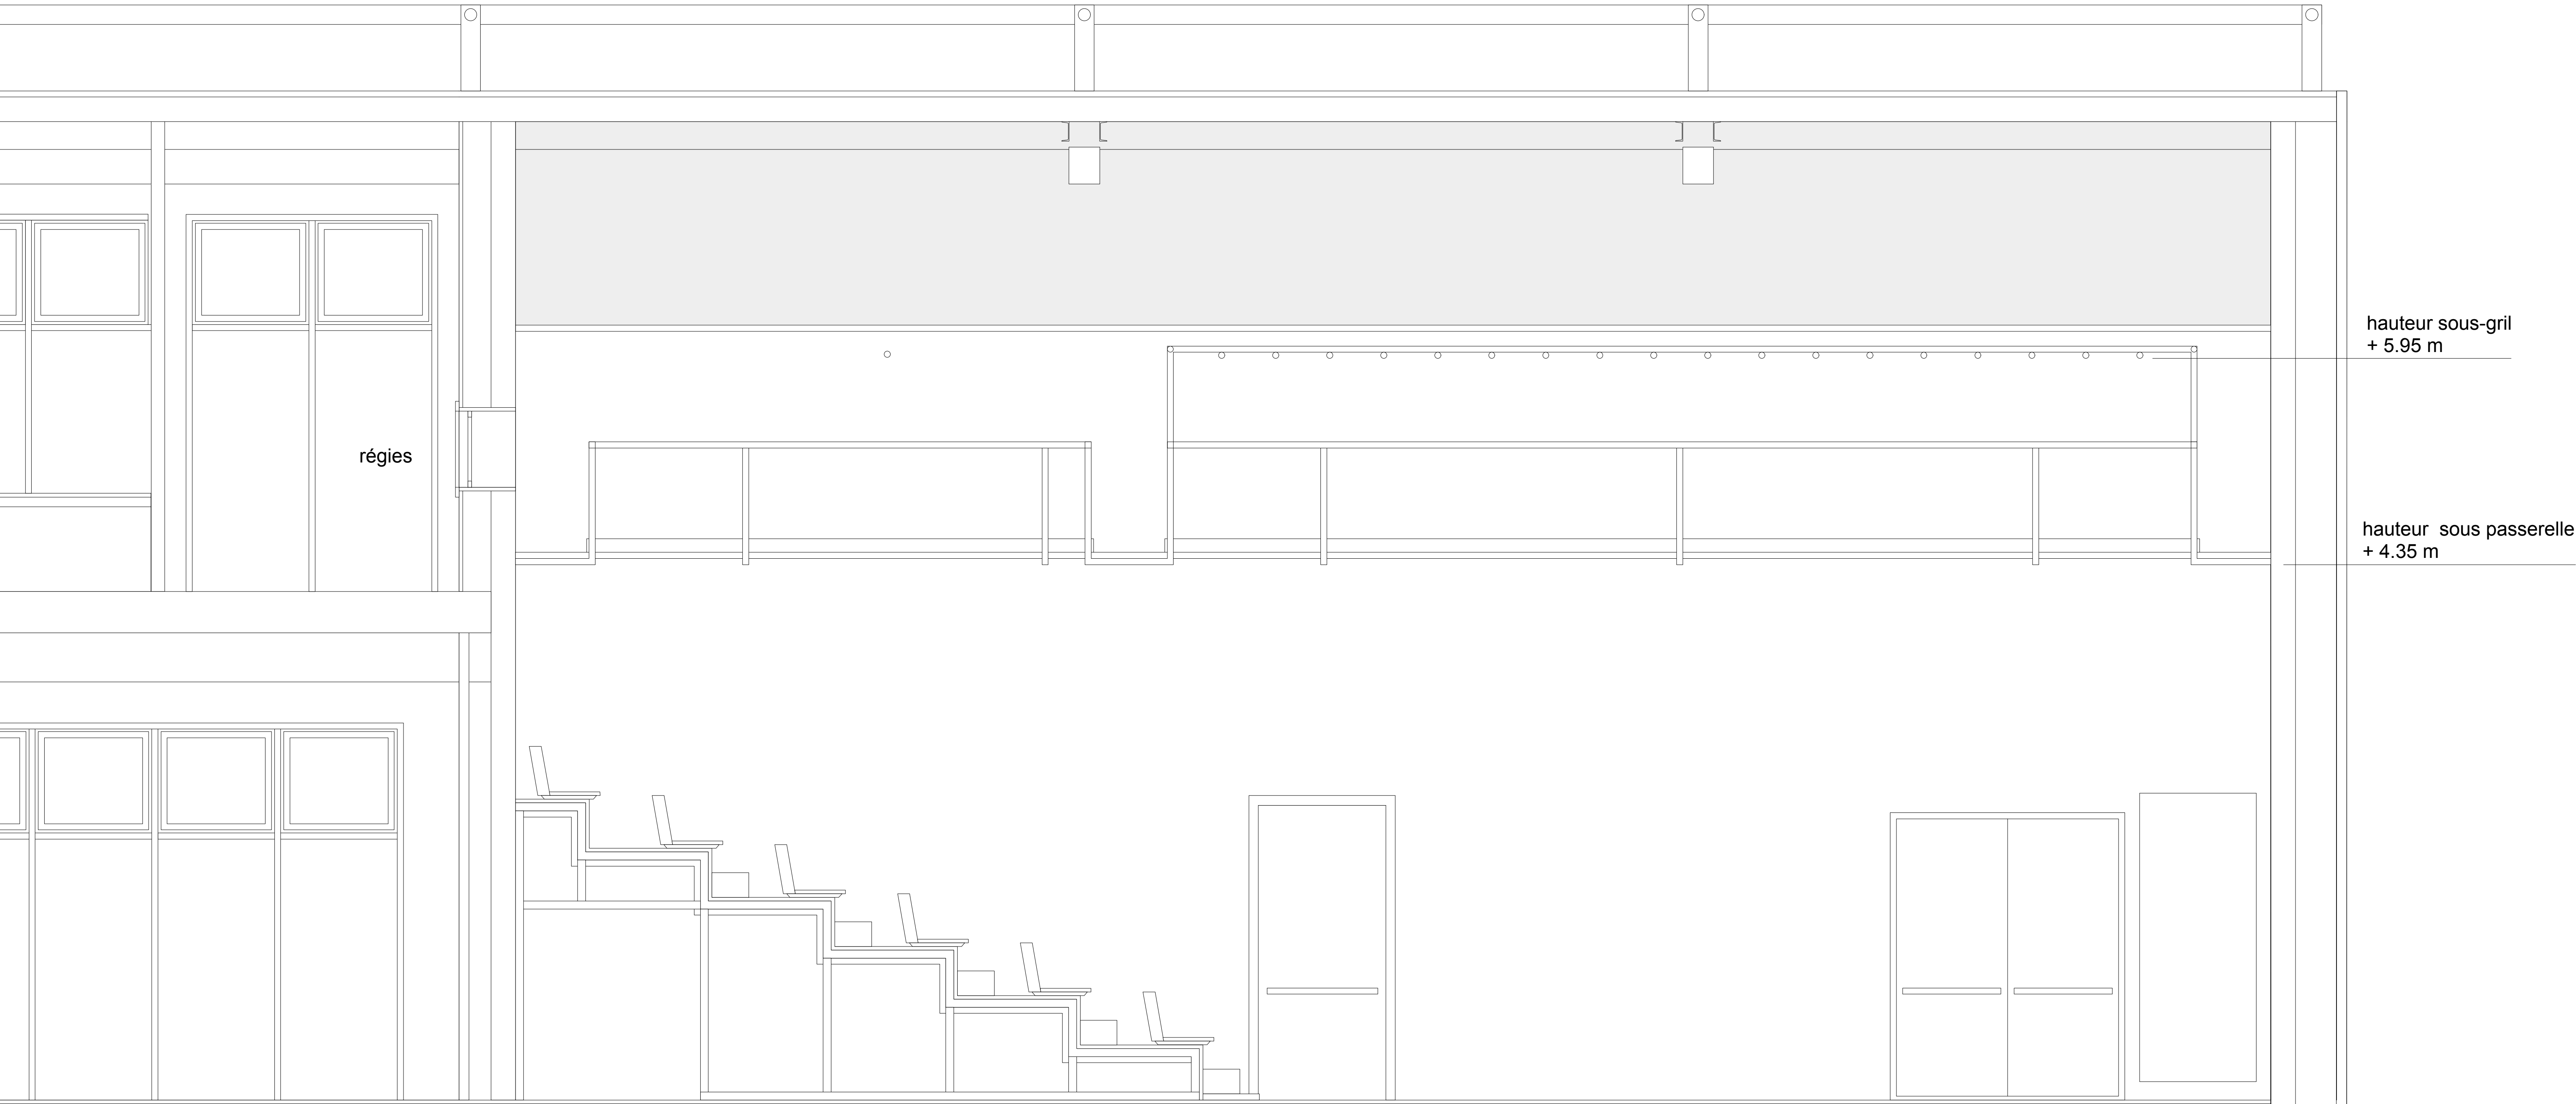 hauteur sous-gril
+ 5.95 m
régies
hauteur  sous passerelle
+ 4.35 m